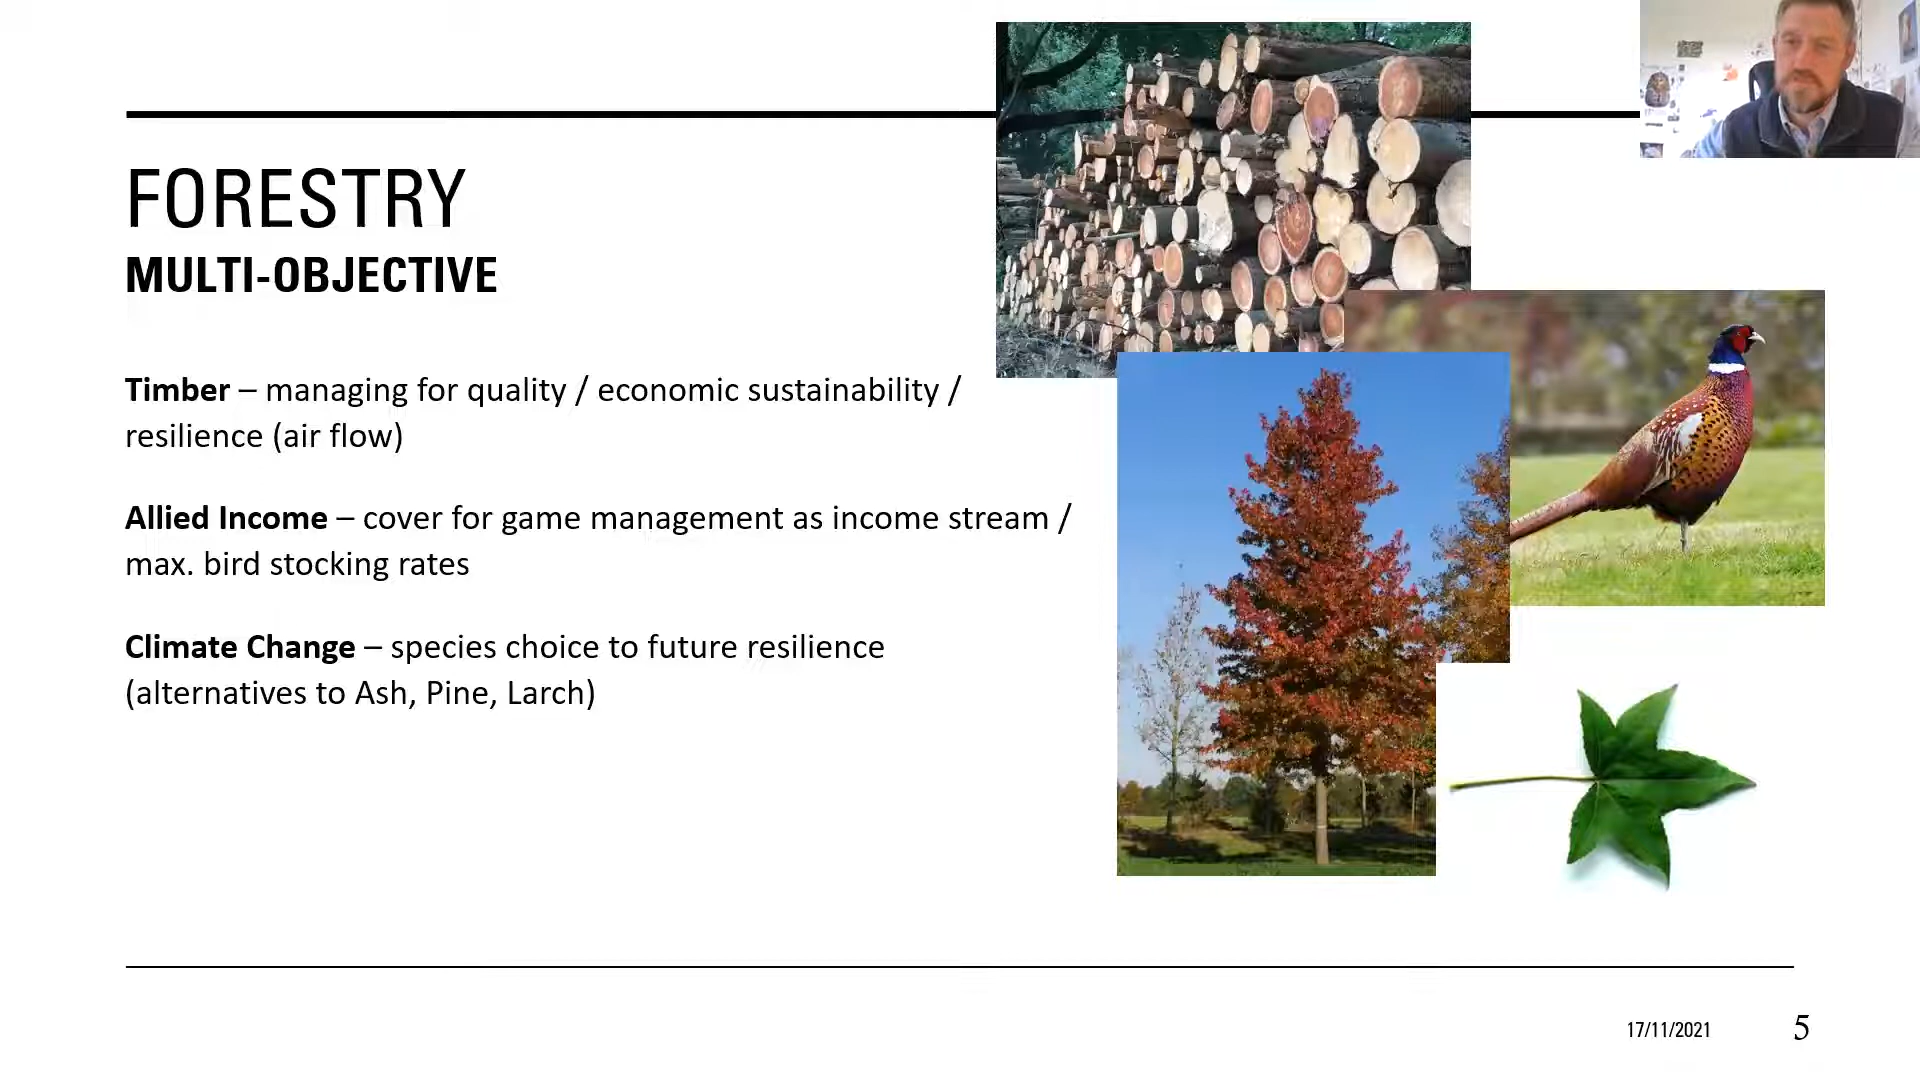 FORESTRY
MULTI-OBJECTIVE
Timber – managing for quality / economic sustainability /
resilience (air flow)
Allied Income – cover for game management as income stream /
max. bird stocking rates
Climate Change – species choice to future resilience
(alternatives to Ash, Pine, Larch)
17/11/2021
5